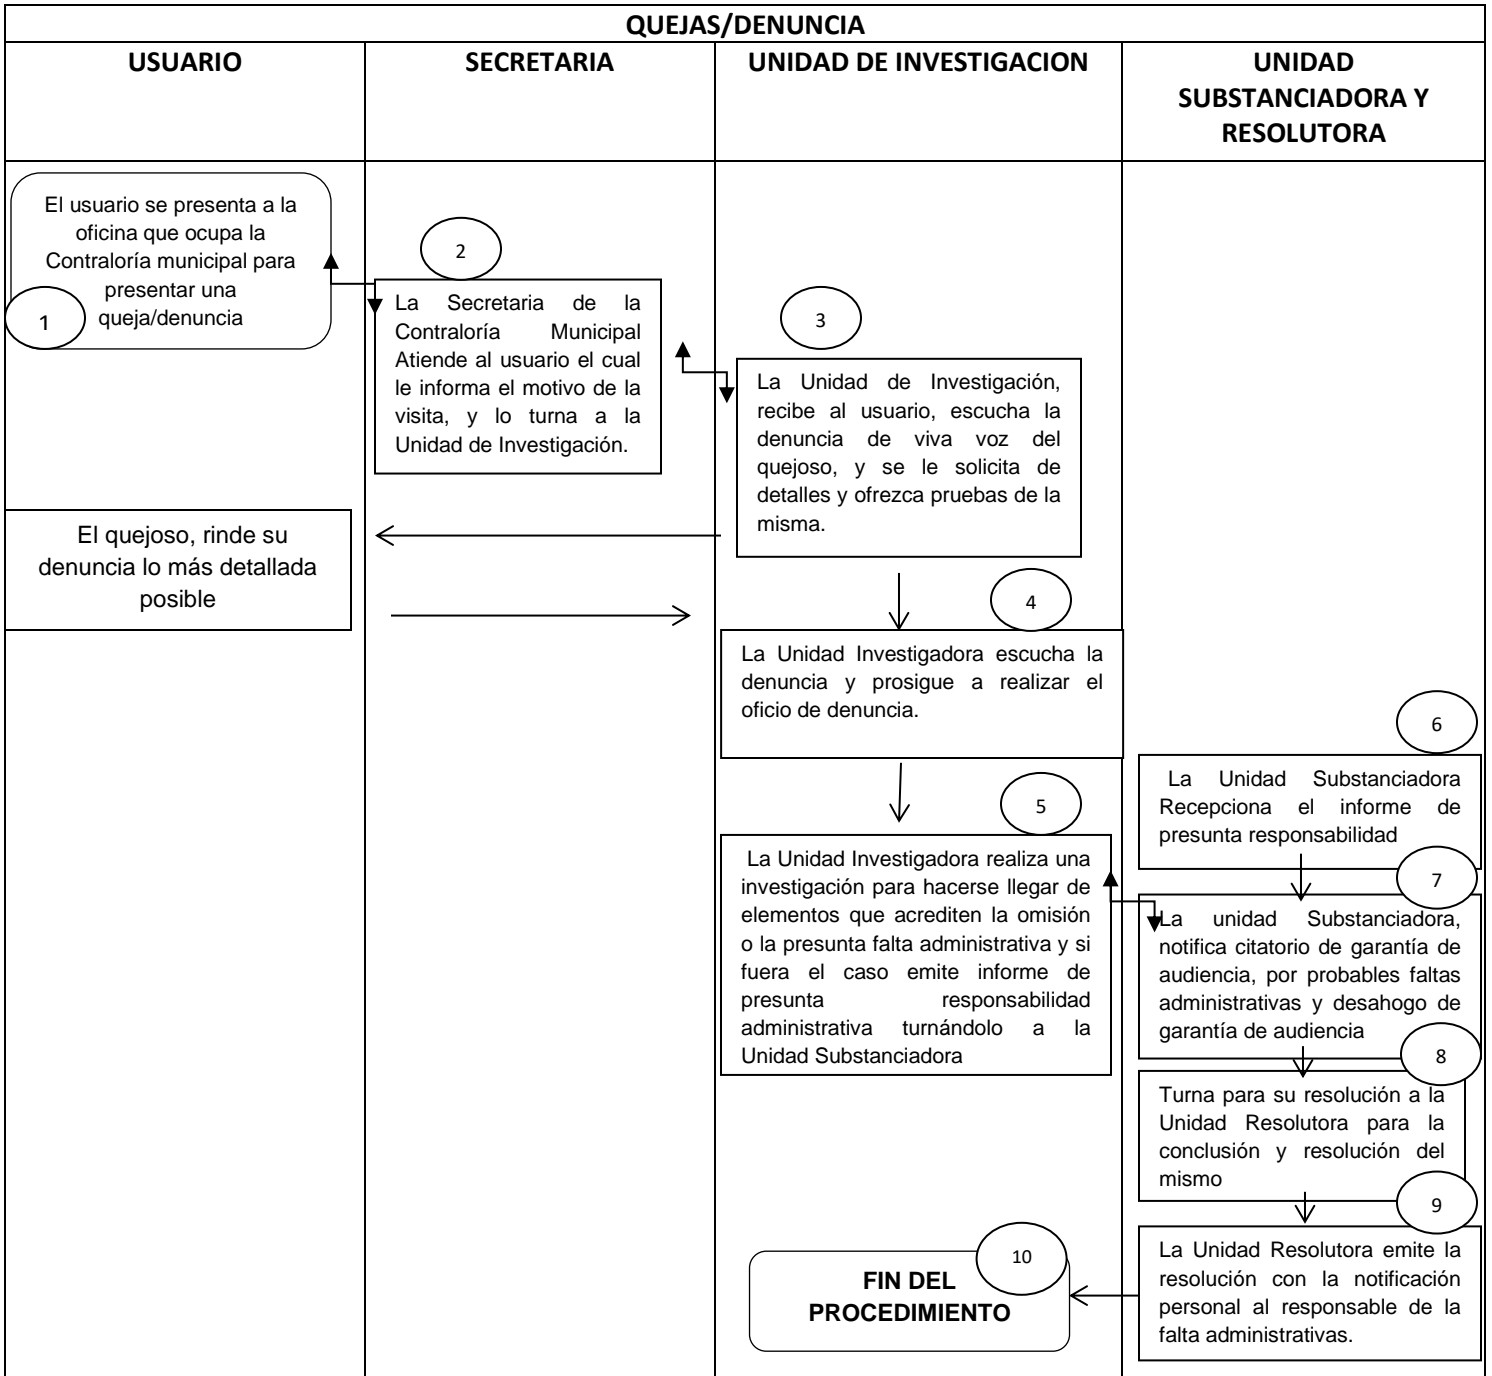 QUEJAS/DENUNCIA
USUARIO
SECRETARIA
UNIDAD DE INVESTIGACION
UNIDAD
SUBSTANCIADORA Y
RESOLUTORA
El usuario se presenta a la
oficina que ocupa la
Contraloría municipal para
presentar una
queja/denuncia
1
2
La Secretaria de la
Contraloría Municipal
Atiende al usuario el cual
le informa el motivo de la
visita, y lo turna a la
Unidad de Investigación.
3
La Unidad de Investigación,
recibe al usuario, escucha la
denuncia de viva voz del
quejoso, y se le solicita de
detalles y ofrezca pruebas de la
misma.
El quejoso, rinde su
denuncia lo más detallada
posible
4
La Unidad Investigadora escucha la
denuncia y prosigue a realizar el
oficio de denuncia.
5
La Unidad Investigadora realiza una
investigación para hacerse llegar de
elementos que acrediten la omisión
o la presunta falta administrativa y si
fuera el caso emite informe de
presunta responsabilidad
administrativa turnándolo a la
Unidad Substanciadora
6
La Unidad Substanciadora
Recepciona el informe de
presunta responsabilidad
7
La unidad Substanciadora,
notifica citatorio de garantía de
audiencia, por probables faltas
administrativas y desahogo de
garantía de audiencia
8
Turna para su resolución a la
Unidad Resolutora para la
conclusión y resolución del
mismo
9
La Unidad Resolutora emite la
resolución con la notificación
personal al responsable de la
falta administrativas.
10
FIN DEL
PROCEDIMIENTO